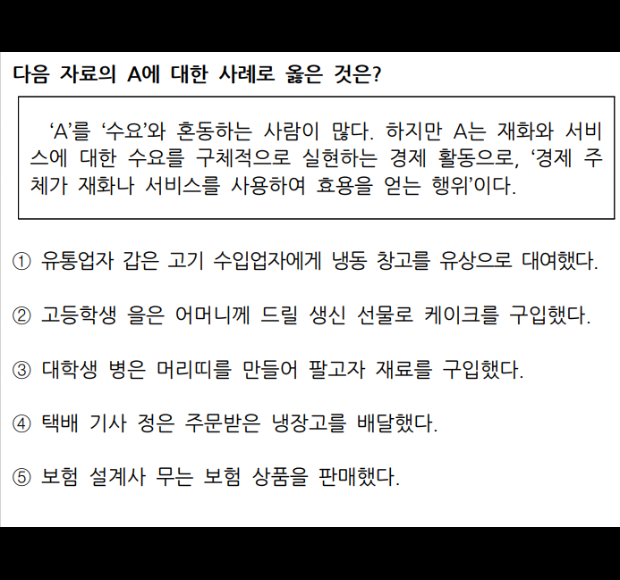 다음 자료의 A에 대한 사례로 옳은 것은?
‘A’를 ‘수요’와 혼동하는 사람이 많다. 하지만 A는 재화와 서비
스에 대한 수요를 구체적으로 실현하는 경제 활동으로, ‘경제 주
체가 재화나 서비스를 사용하여 효용을 얻는 행위’이다.
① 유통업자 갑은 고기 수입업자에게 냉동 창고를 유상으로 대여했다.
② 고등학생 을은 어머니께 드릴 생신 선물로 케이크를 구입했다.
③ 대학생 병은 머리띠를 만들어 팔고자 재료를 구입했다.
④ 택배 기사 정은 주문받은 냉장고를 배달했다.
⑤ 보험 설계사 무는 보험 상품을 판매했다.